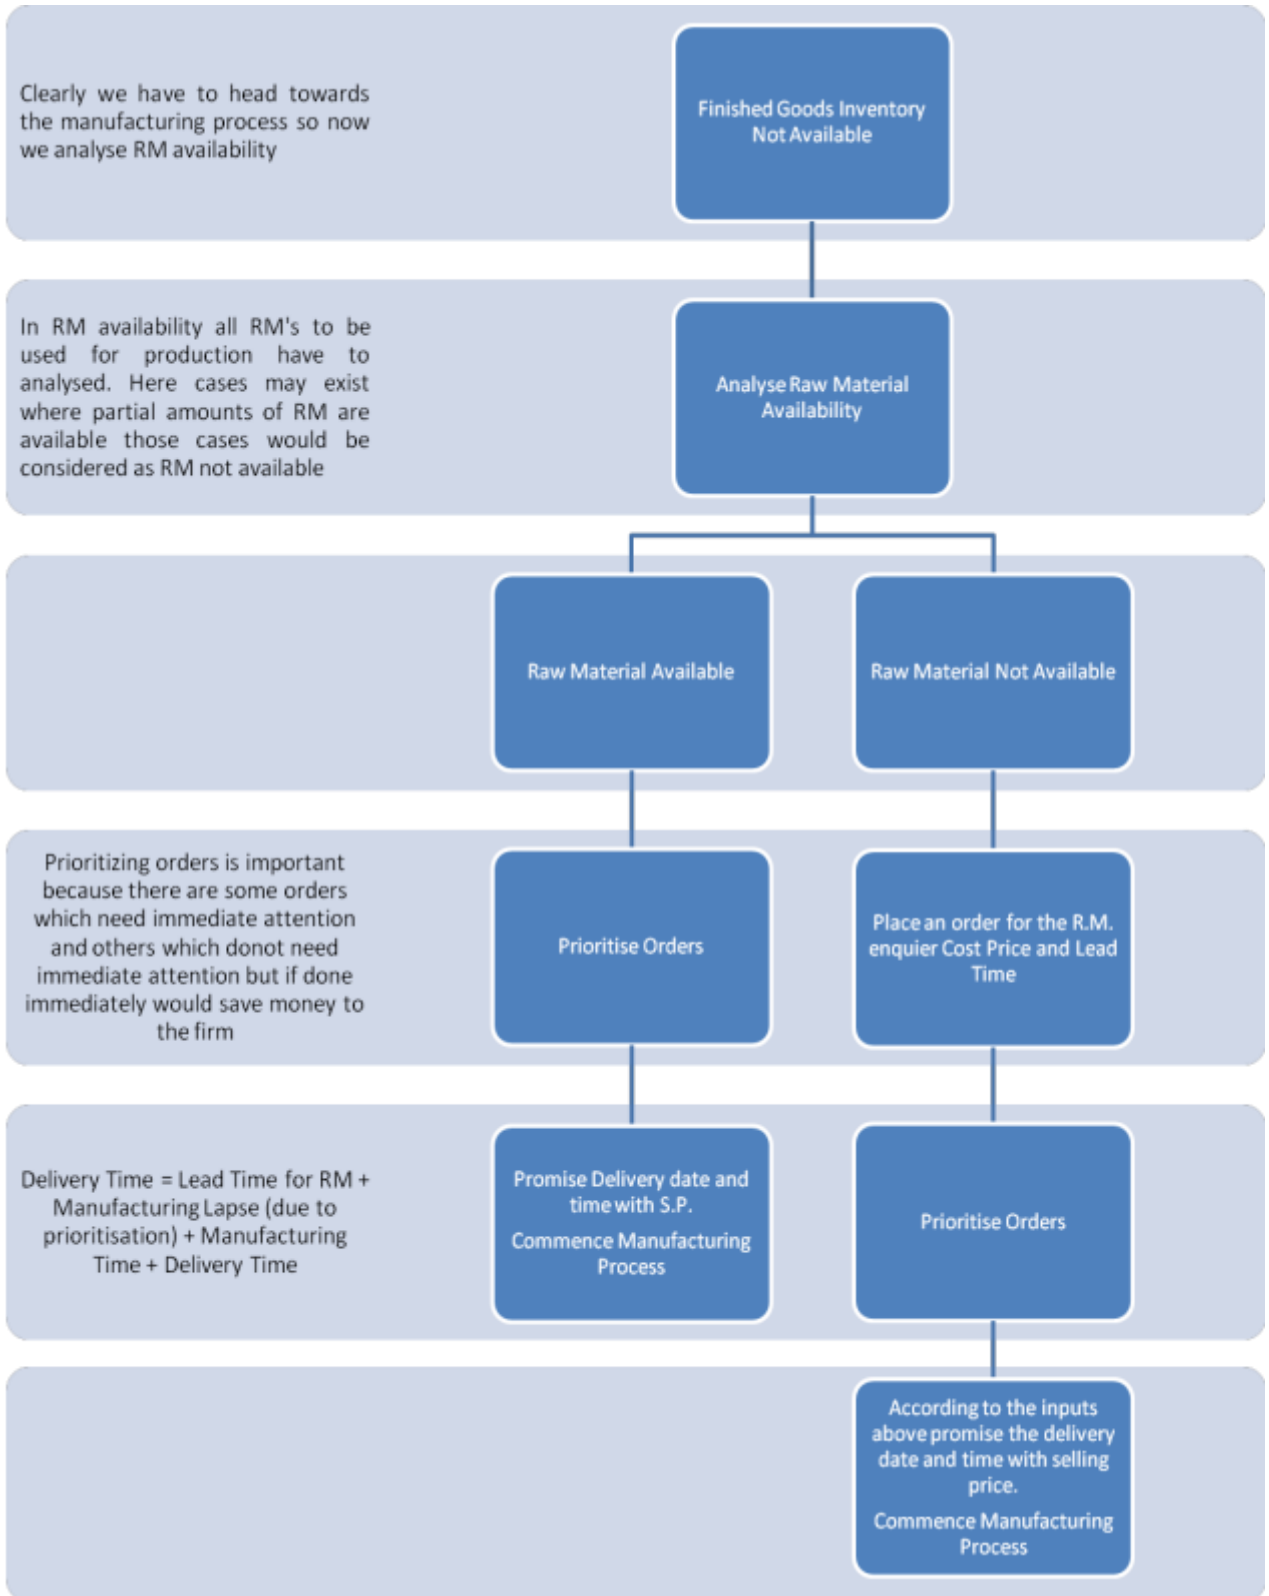 Clearly we have to head towards
the manufacturing process so now
we analyse RM availability
Finished Goods Inventory
Not Available
In RM availability all RM's to be
used for production have to
analysed. Here cases may exist
where partial amounts of RM are
available those cases would be
considered as RM not available
Analyse Raw Material
Availability
Raw Material Available
Raw Material Not Available
Prioritizing orders is important
because there are some orders
which need immediate attention
and others which donot need
immediate attention but if done
immediately would save money to
the firm
Prioritise Orders
Place an order for the R.M.
enquier Cost Price and Lead
Time
Delivery Time = Lead Time for RM +
Manufacturing Lapse (due to
prioritisation) + Manufacturing
Time + Delivery Time
Promise Delivery date and
time with S.P.
Commence Manufacturing
Process
Prioritise Orders
According to the inputs
above promise the delivery
date and time with selling
price.
Commence Manufacturing
Process